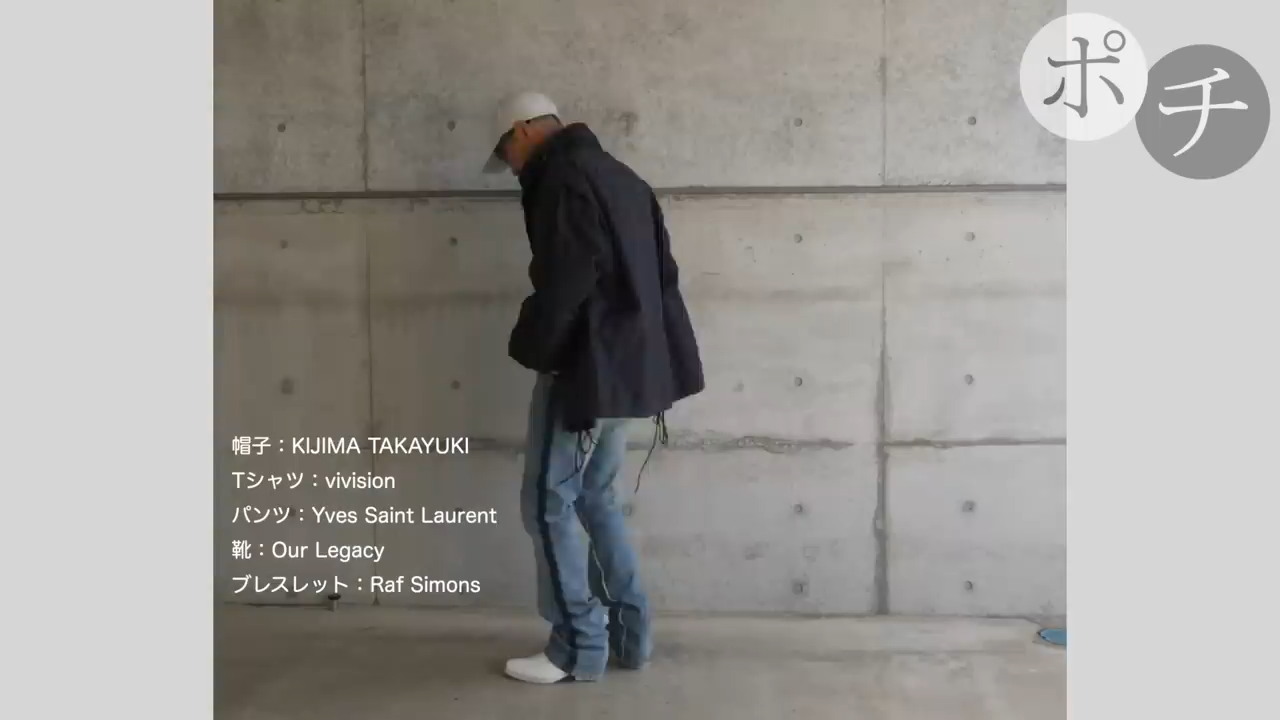 ポチ
帽子：KIJIMA TAKAYUKI
Tシャツ：vivision
パンツ：Yves Saint Laurent
靴：Our Legacy
ブレスレット：Raf Simons